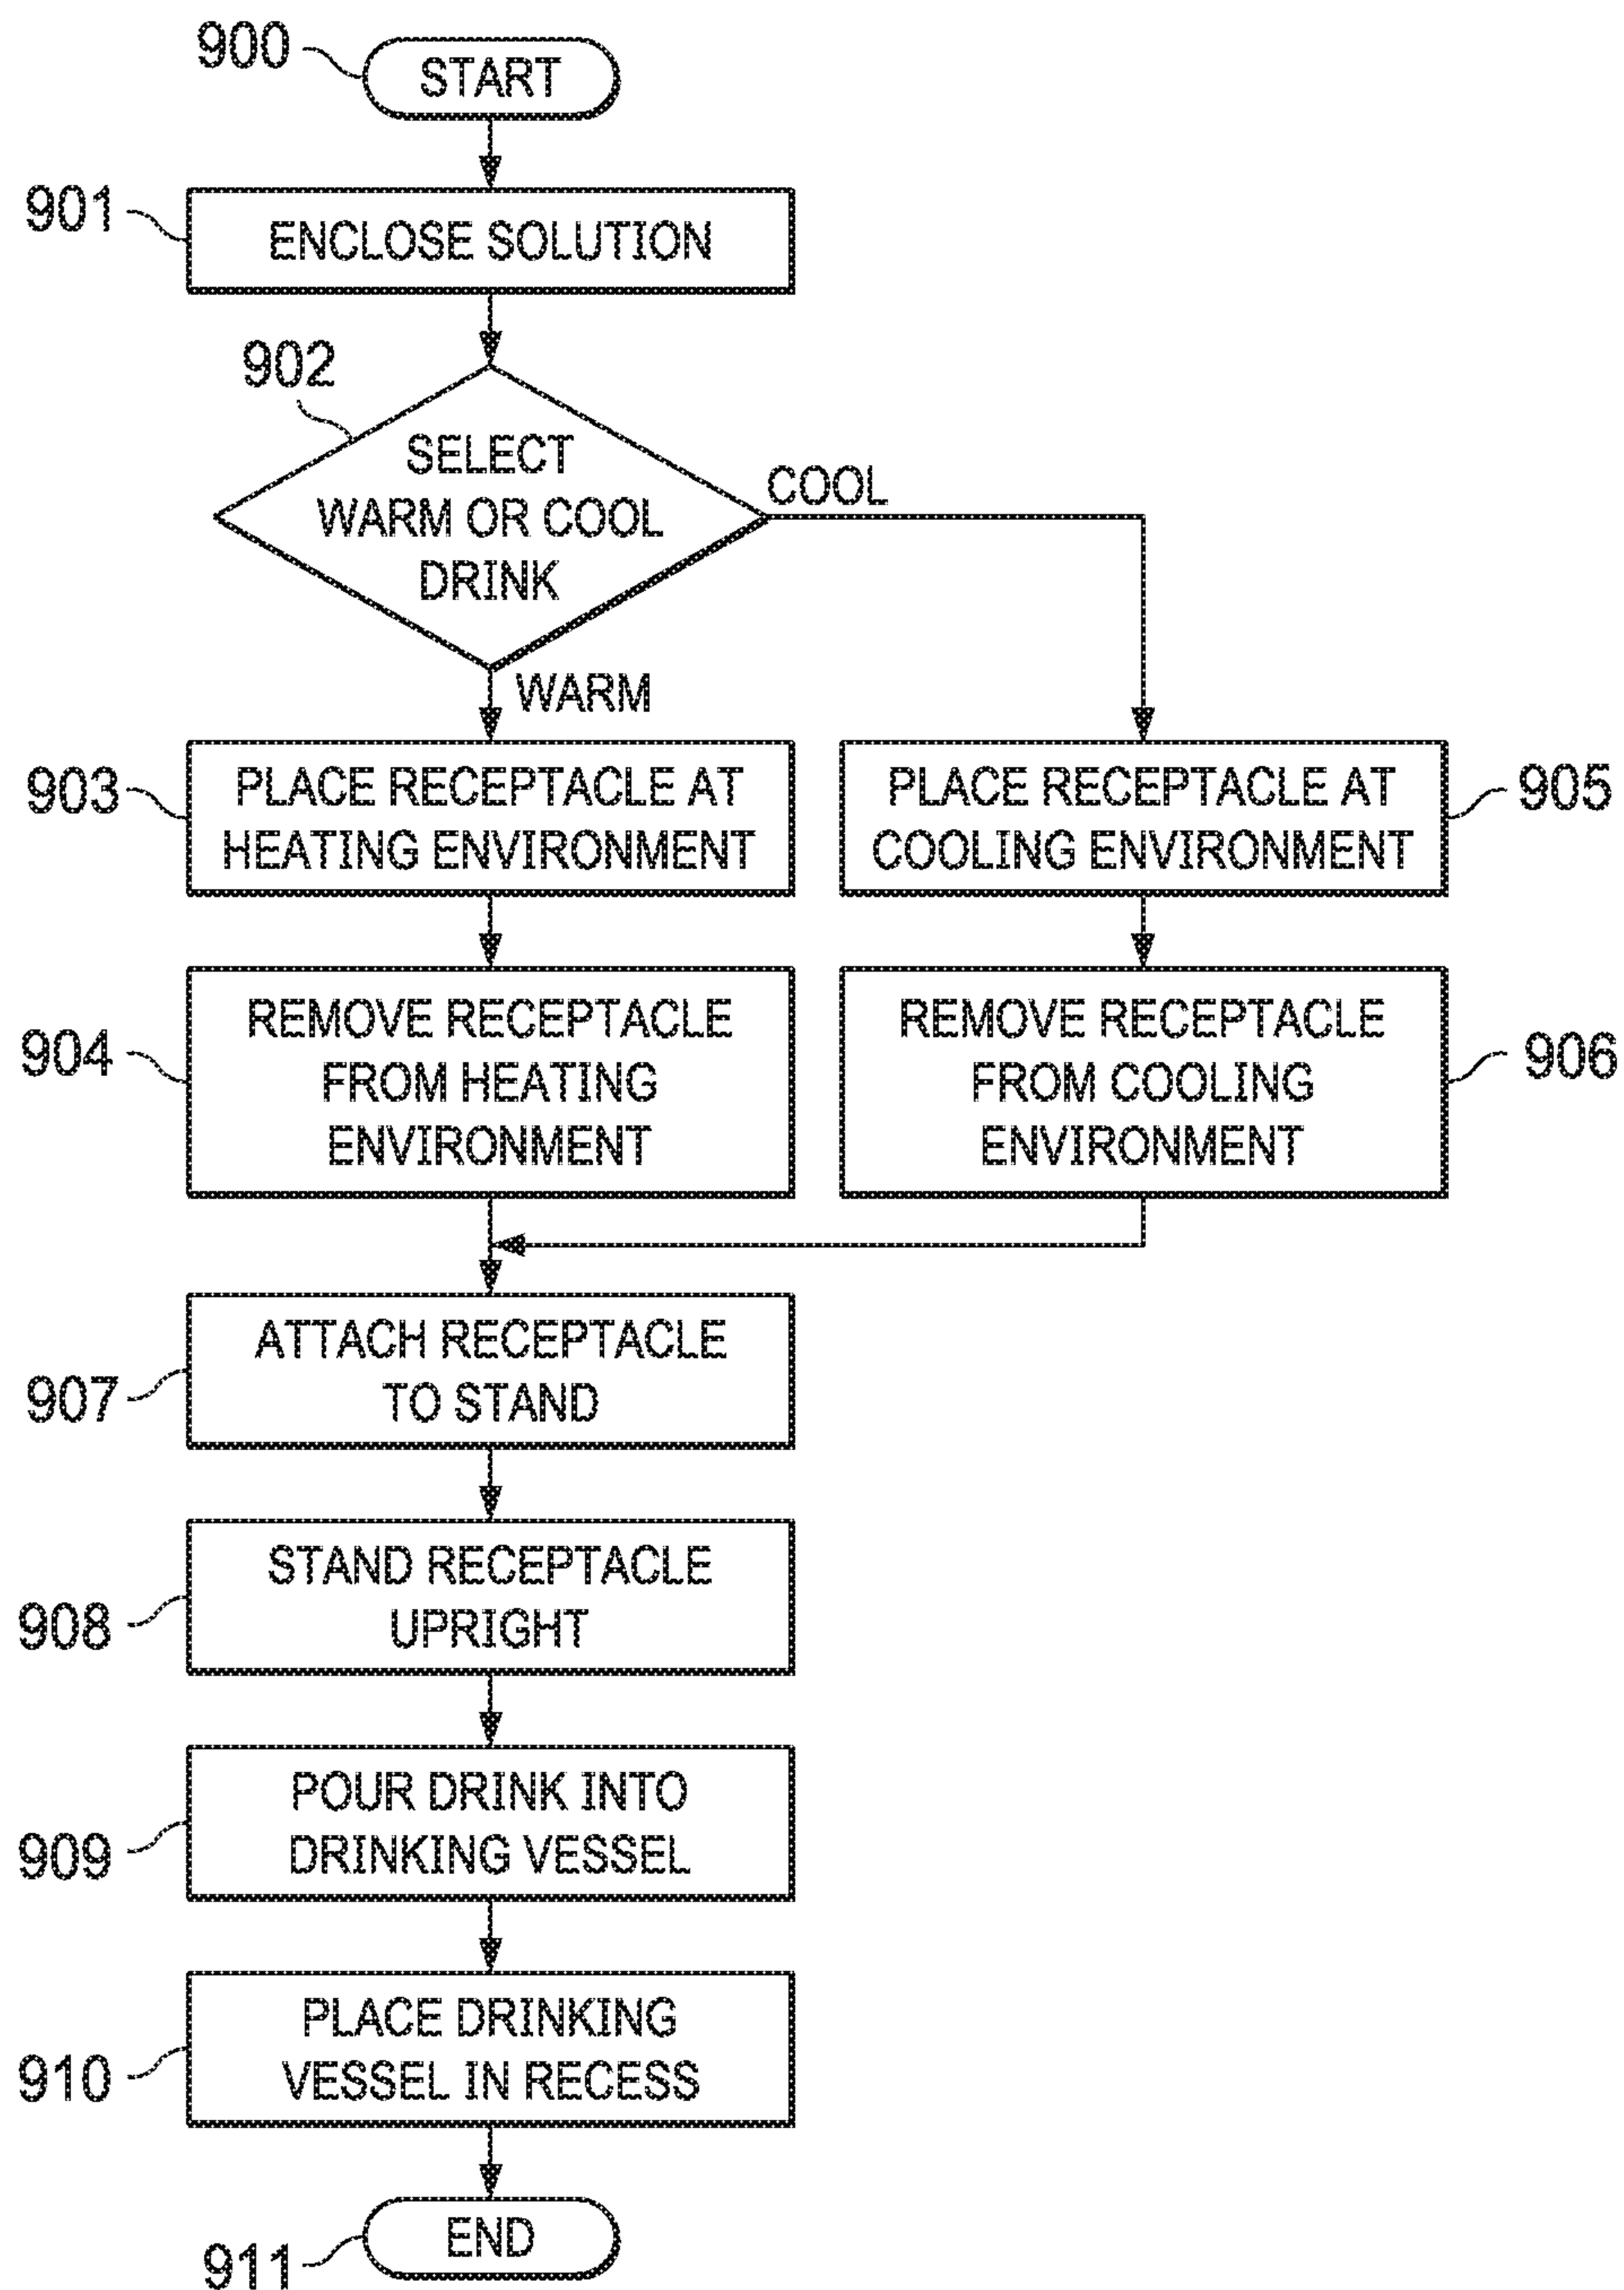 900
START
901
ENCLOSE SOLUTION
902
SELECT
WARM OR COOL
DRINK
COOL
WARM
903
PLACE RECEPTACLE AT
HEATING ENVIRONMENT
PLACE RECEPTACLE AT
COOLING ENVIRONMENT
905
904
REMOVE RECEPTACLE
FROM HEATING
ENVIRONMENT
REMOVE RECEPTACLE
FROM COOLING
ENVIRONMENT
906
907
ATTACH RECEPTACLE
TO STAND
908
STAND RECEPTACLE
UPRIGHT
909
POUR DRINK INTO
DRINKING VESSEL
910
PLACE DRINKING
VESSEL IN RECESS
911
END